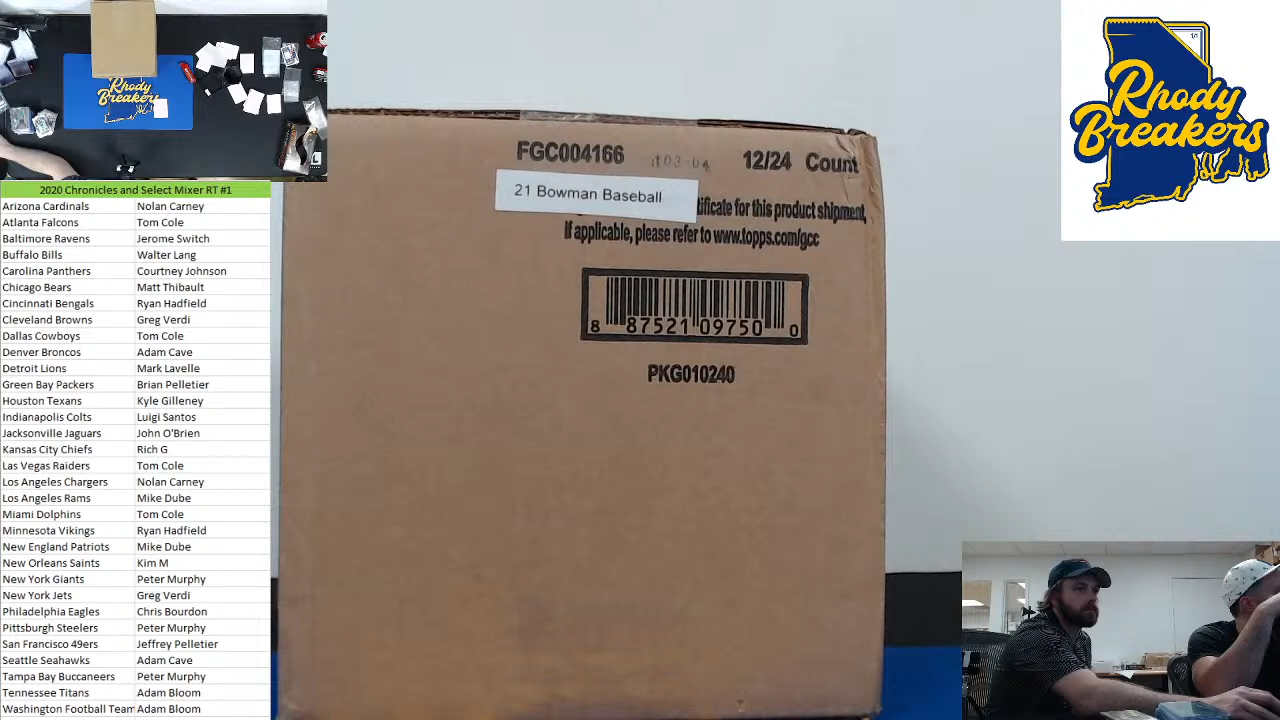 Rhody
Breakers
2020 Chronicles and Select Mixer RT #1
Arizona Cardinals Nolan Carney
Atlanta Falcons Tom Cole
Baltimore Ravens Jerome Switch
Buffalo Bills Walter Lang
Carolina Panthers Courtney Johnson
Chicago Bears Matt Thibault
Cincinnati Bengals Ryan Hadfield
Cleveland Browns Greg Verdi
Dallas Cowboys Tom Cole
Denver Broncos Adam Cave
Detroit Lions Mark Lavelle
Green Bay Packers Brian Pelletier
Houston Texans Kyle Gilleney
Indianapolis Colts Luigi Santos
Jacksonville Jaguars John O'Brien
Kansas City Chiefs Rich G
Las Vegas Raiders Tom Cole
Los Angeles Chargers Nolan Carney
Los Angeles Rams Mike Dube
Miami Dolphins Tom Cole
Minnesota Vikings Ryan Hadfield
New England Patriots Mike Dube
New Orleans Saints Kim M
New York Giants Peter Murphy
New York Jets Greg Verdi
Philadelphia Eagles Chris Bourdon
Pittsburgh Steelers Peter Murphy
San Francisco 49ers Jeffrey Pelletier
Seattle Seahawks Adam Cave
Tampa Bay Buccaneers Peter Murphy
Tennessee Titans Adam Bloom
Washington Football Team Adam Bloom
FGC004166 12/24 Count
21 Bowman Baseball
for this product shipment,
If applicable, please refer to www.topps.com/gcc
8 87521 09750 0
PKG010240
1/1
Rhody
Breakers